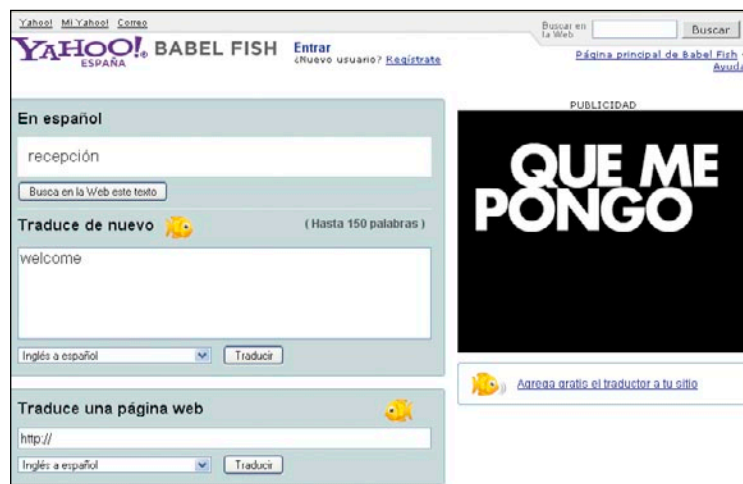 Yahoo! Mi Yahoo! Correo
Buscar en la Web
Buscar
YAHOO! ESPAÑA BABEL FISH
Entrar
¿Nuevo usuario? Regístrate
Página principal de Babel Fish -
Ayuda
En español
recepción
Busca en la Web este texto
Traduce de nuevo
( Hasta 150 palabras )
welcome
Inglés a español
Traducir
Traduce una página web
http://
Inglés a español
Traducir
PUBLICIDAD
QUE ME
PONGO
Agrega gratis el traductor a tu sitio